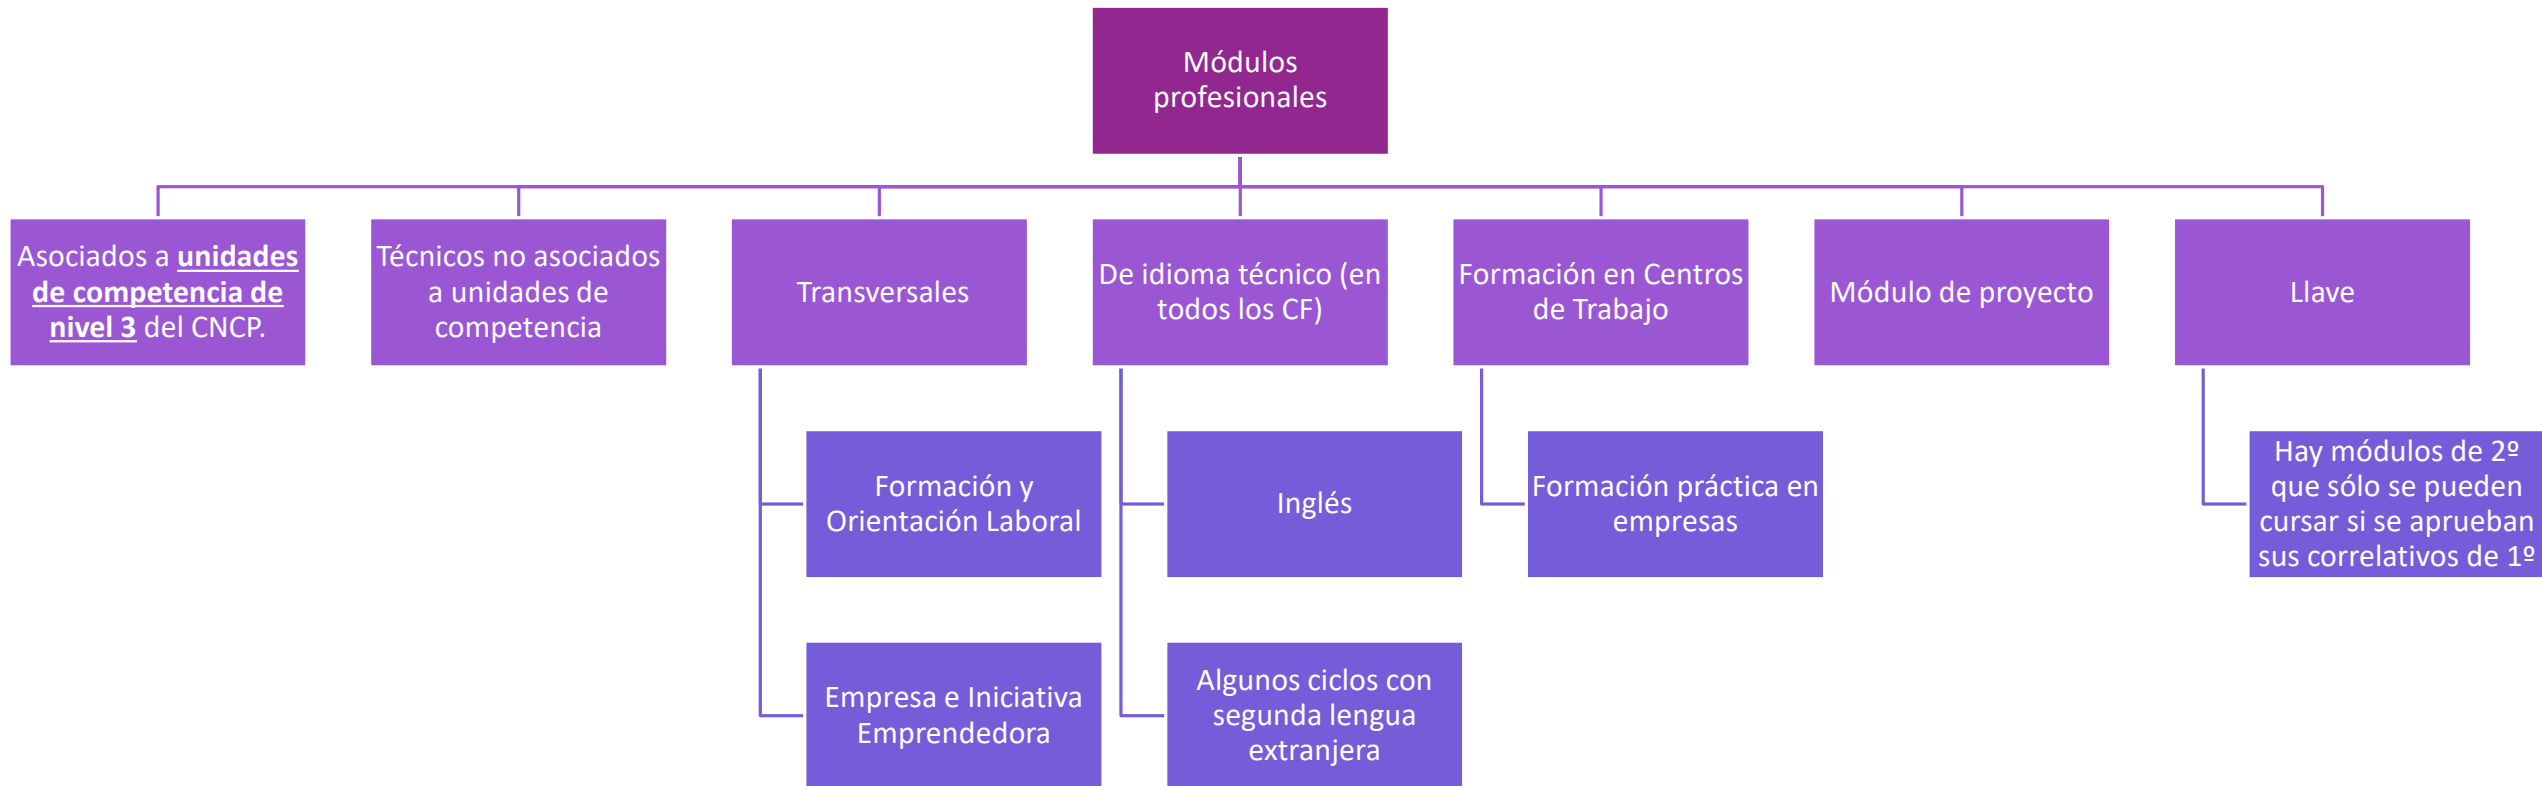 Módulos
profesionales
Asociados a unidades
de competencia de
nivel 3 del CNCP.
Técnicos no asociados
a unidades de
competencia
Transversales
De idioma técnico (en
todos los CF)
Formación en Centros
de Trabajo
Módulo de proyecto
Llave
Formación y
Orientación Laboral
Inglés
Formación práctica en
empresas
Hay módulos de 2º
que sólo se pueden
cursar si se aprueban
sus correlativos de 1º
Empresa e Iniciativa
Emprendedora
Algunos ciclos con
segunda lengua
extranjera